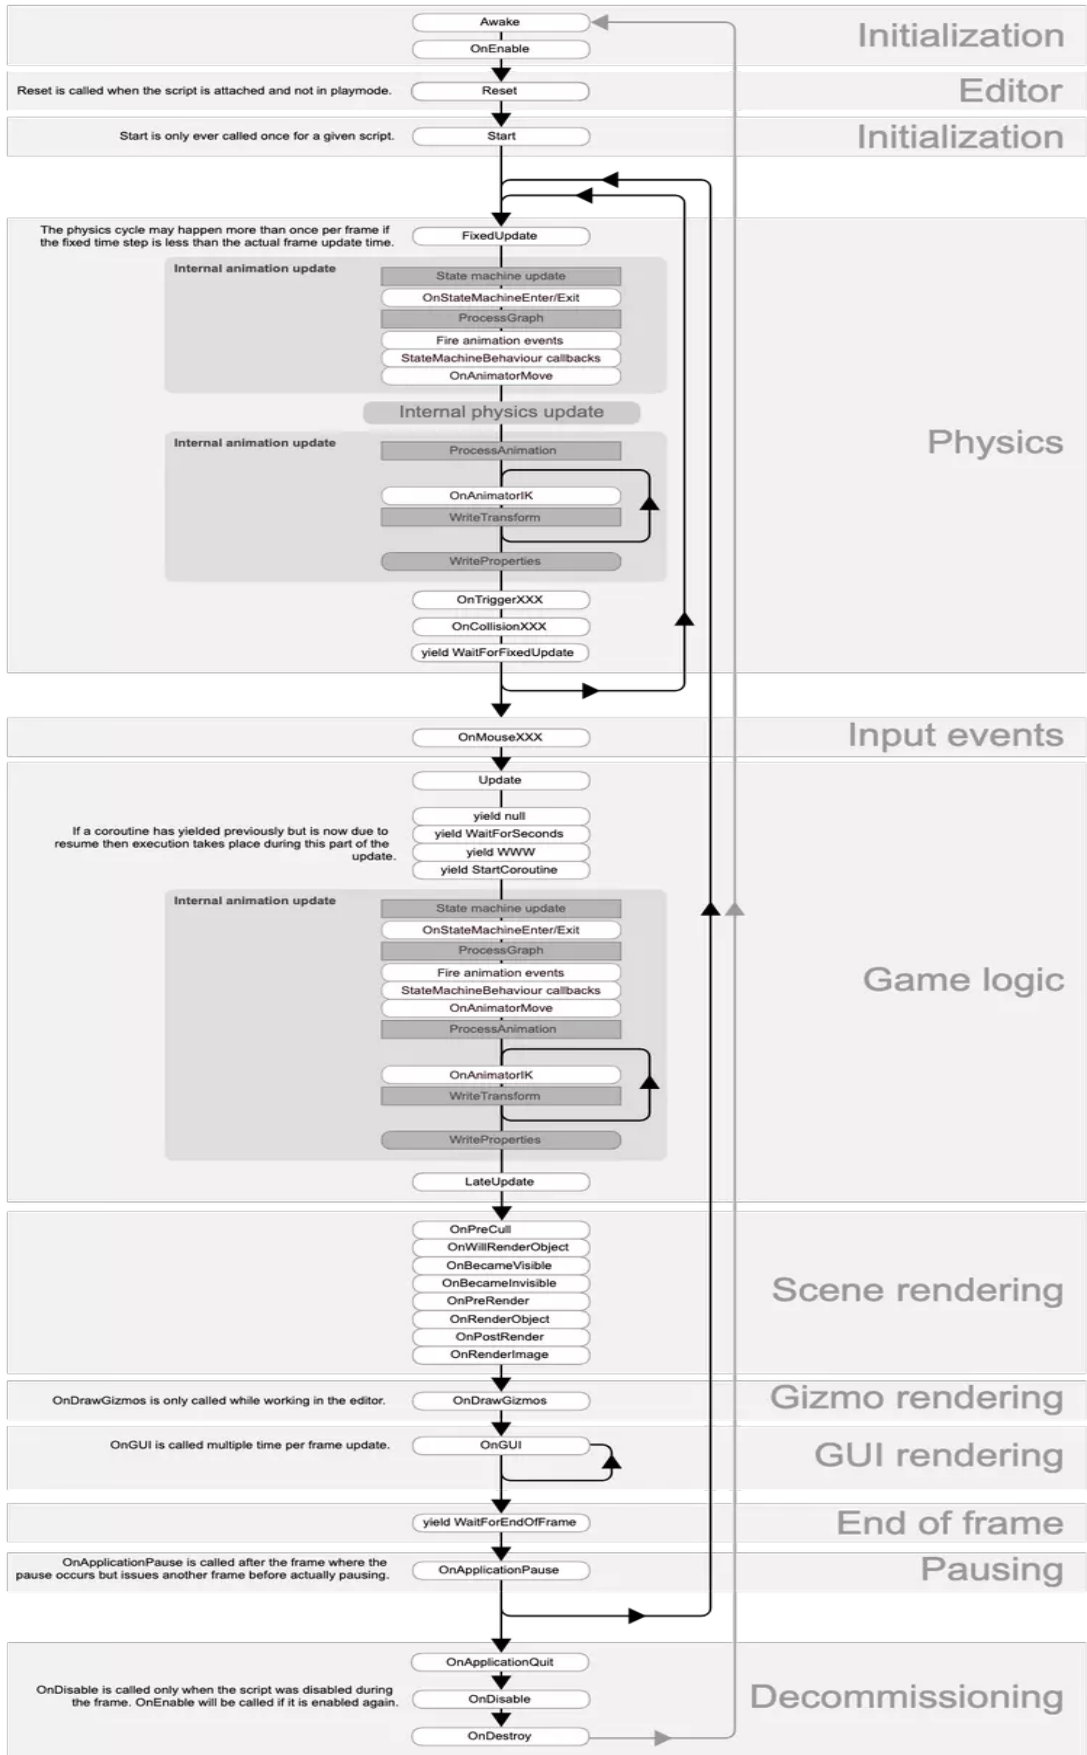 Awake
Initialization
OnEnable
Reset is called when the script is attached and not in playmode.
Reset
Editor
Start is only ever called once for a given script.
Start
Initialization
The physics cycle may happen more than once per frame if
the fixed time step is less than the actual frame update time.
FixedUpdate
Internal animation update
State machine update
OnStateMachineEnter/Exit
ProcessGraph
Fire animation events
StateMachineBehaviour callbacks
OnAnimatorMove
Internal physics update
Physics
Internal animation update
ProcessAnimation
OnAnimatorIK
WriteTransform
WriteProperties
OnTriggerXXX
OnCollisionXXX
yield WaitForFixedUpdate
OnMouseXXX
Input events
Update
yield null
If a coroutine has yielded previously but is now due to
resume then execution takes place during this part of the
update.
yield WaitForSeconds
yield WWW
yield StartCoroutine
Internal animation update
State machine update
OnStateMachineEnter/Exit
ProcessGraph
Fire animation events
Game logic
StateMachineBehaviour callbacks
OnAnimatorMove
ProcessAnimation
OnAnimatorIK
WriteTransform
WriteProperties
LateUpdate
OnPreCull
OnWillRenderObject
OnBecameVisible
OnBecameInvisible
Scene rendering
OnPreRender
OnRenderObject
OnPostRender
OnRenderImage
OnDrawGizmos is only called while working in the editor.
OnDrawGizmos
Gizmo rendering
OnGUI is called multiple time per frame update.
OnGUI
GUI rendering
yield WaitForEndOfFrame
End of frame
OnApplicationPause is called after the frame where the
pause occurs but issues another frame before actually pausing.
OnApplicationPause
Pausing
OnApplicationQuit
OnDisable is called only when the script was disabled during
the frame. OnEnable will be called if it is enabled again.
OnDisable
Decommissioning
OnDestroy